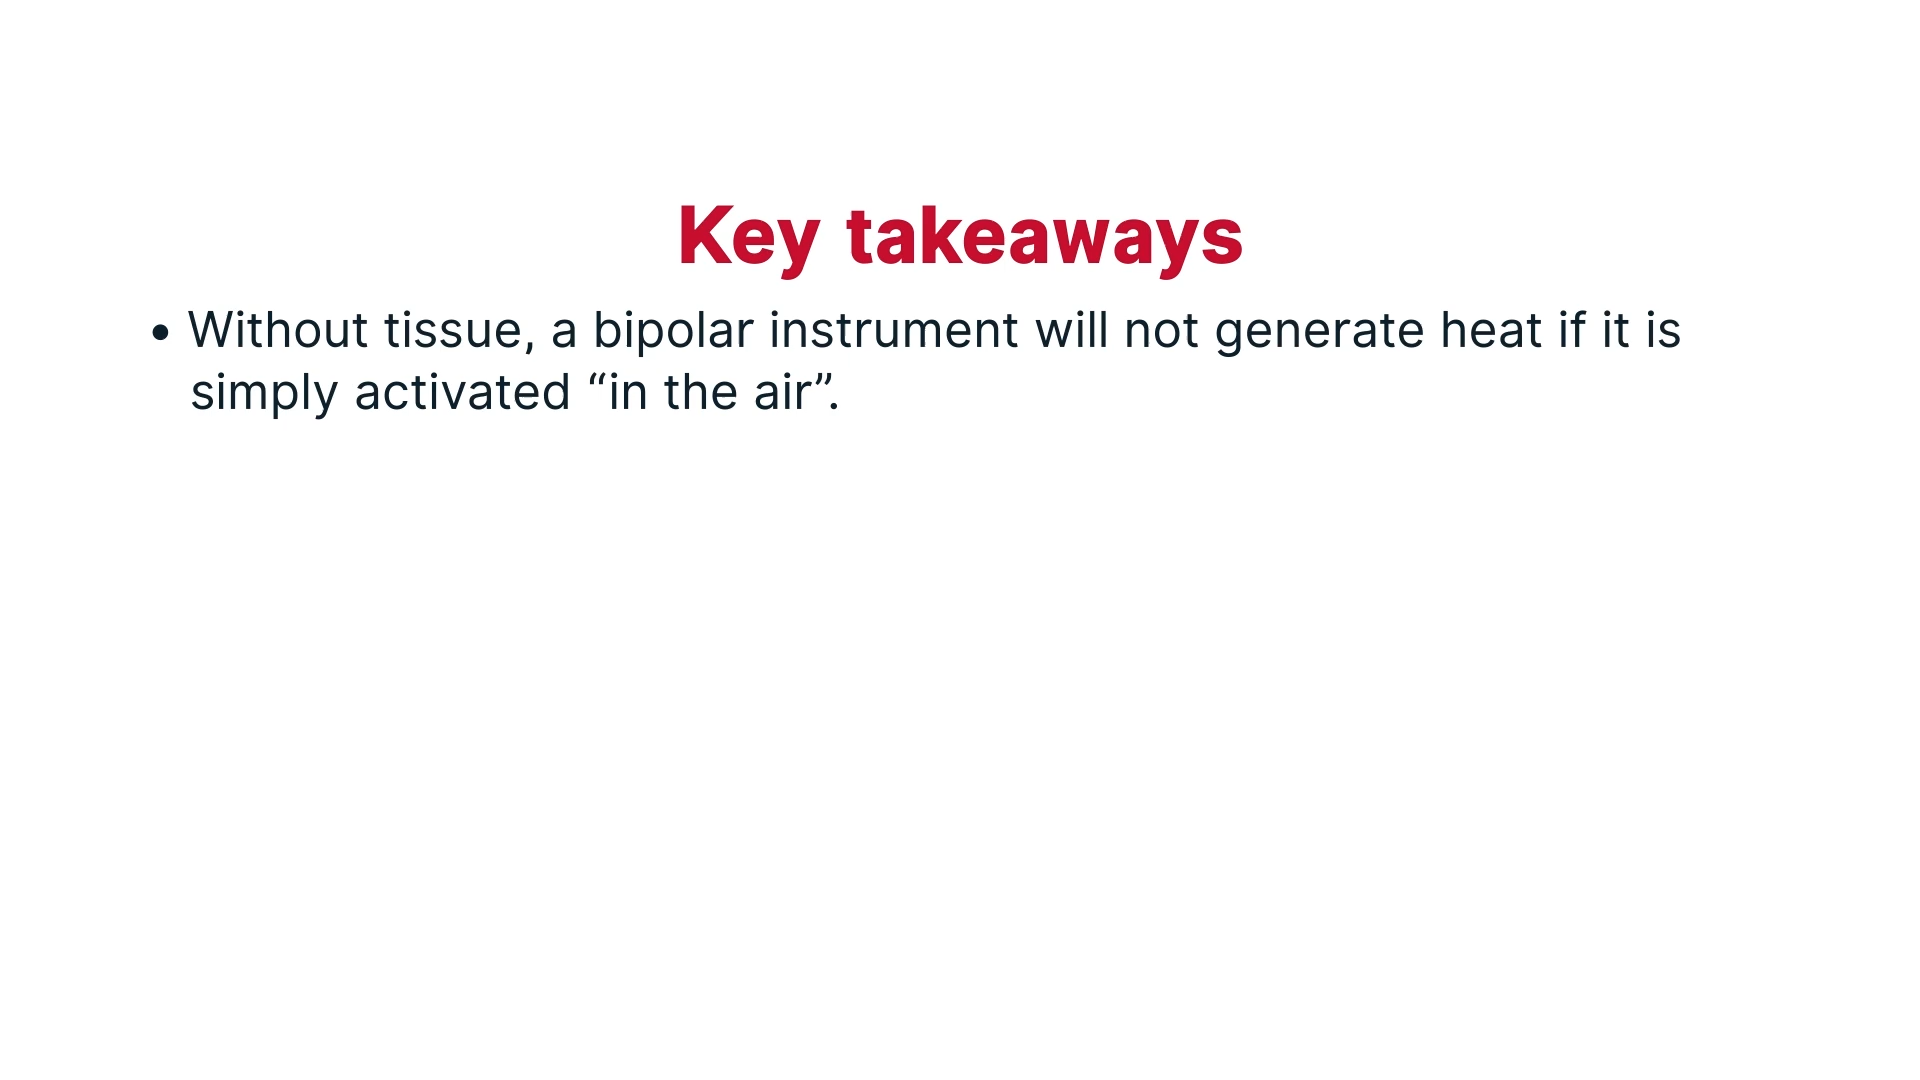 Key takeaways
• Without tissue, a bipolar instrument will not generate heat if it is
simply activated “in the air”.